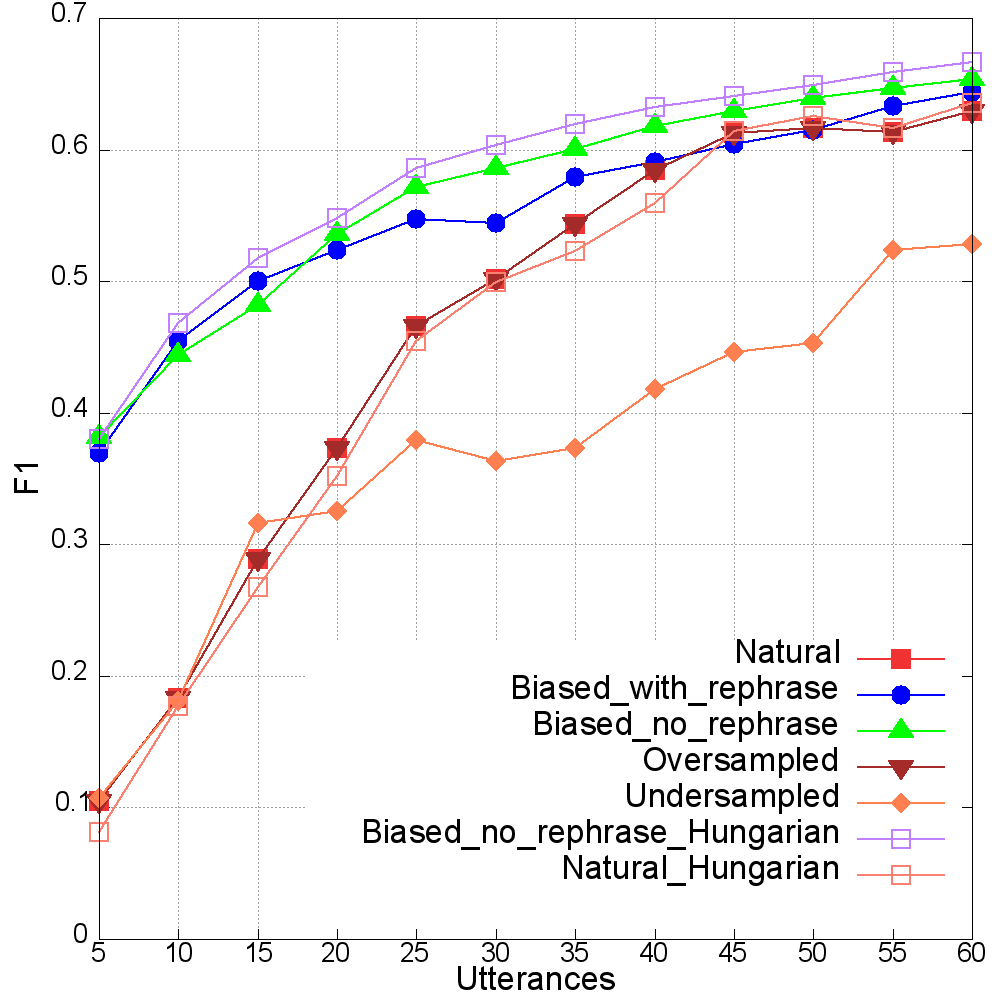 0.7
0.6
0.5
0.4
0.3
0.2
0.1
0
F1
Natural
Biased_with_rephrase
Biased_no_rephrase
Oversampled
Undersampled
Biased_no_rephrase_Hungarian
Natural_Hungarian
5 10 15 20 25 30 35 40 45 50 55 60
Utterances